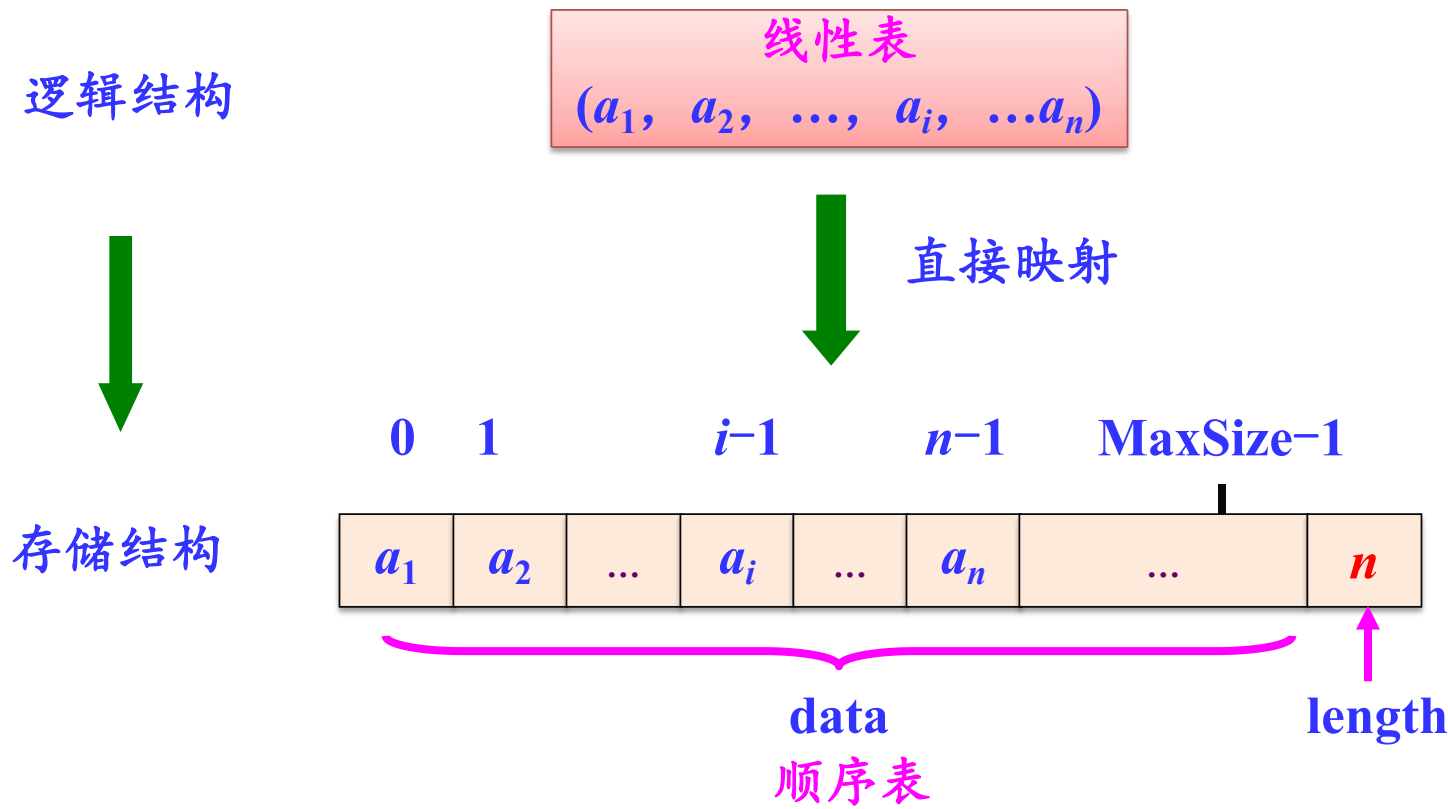 线性表
逻辑结构
(a1，a2，…，ai，…an)
直接映射
0 1 i−1 n−1 MaxSize−1
存储结构
a1 a2 … ai … an … n
data length
顺序表